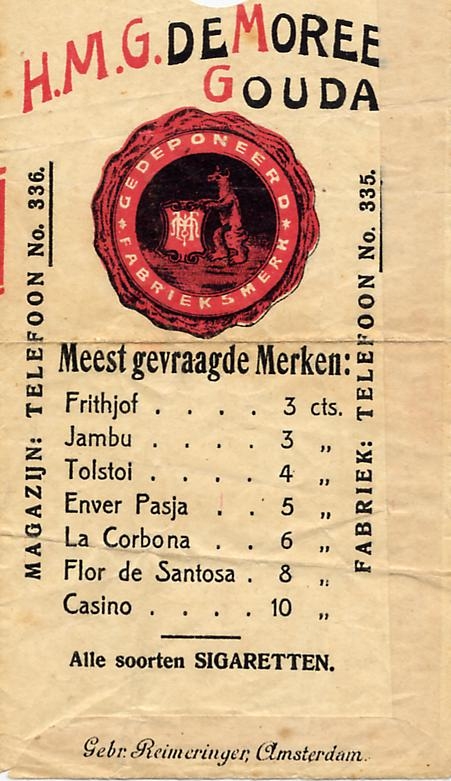 H.M.G. DE MOREE
GOUDA
GEDEPONEERD
FABRIEKSMERK
MAGAZIJN: TELEFOON No. 336.
FABRIEK: TELEFOON No. 335.
Meest gevraagde Merken:
Frithjof . . . . 3 cts.
Jambu . . . . 3 „
Tolstoi . . . . 4 „
Enver Pasja . . 5 „
La Corbona . . 6 „
Flor de Santosa . 8 „
Casino . . . . 10 „
Alle soorten SIGARETTEN.
Gebr. Reimeringer, Amsterdam.